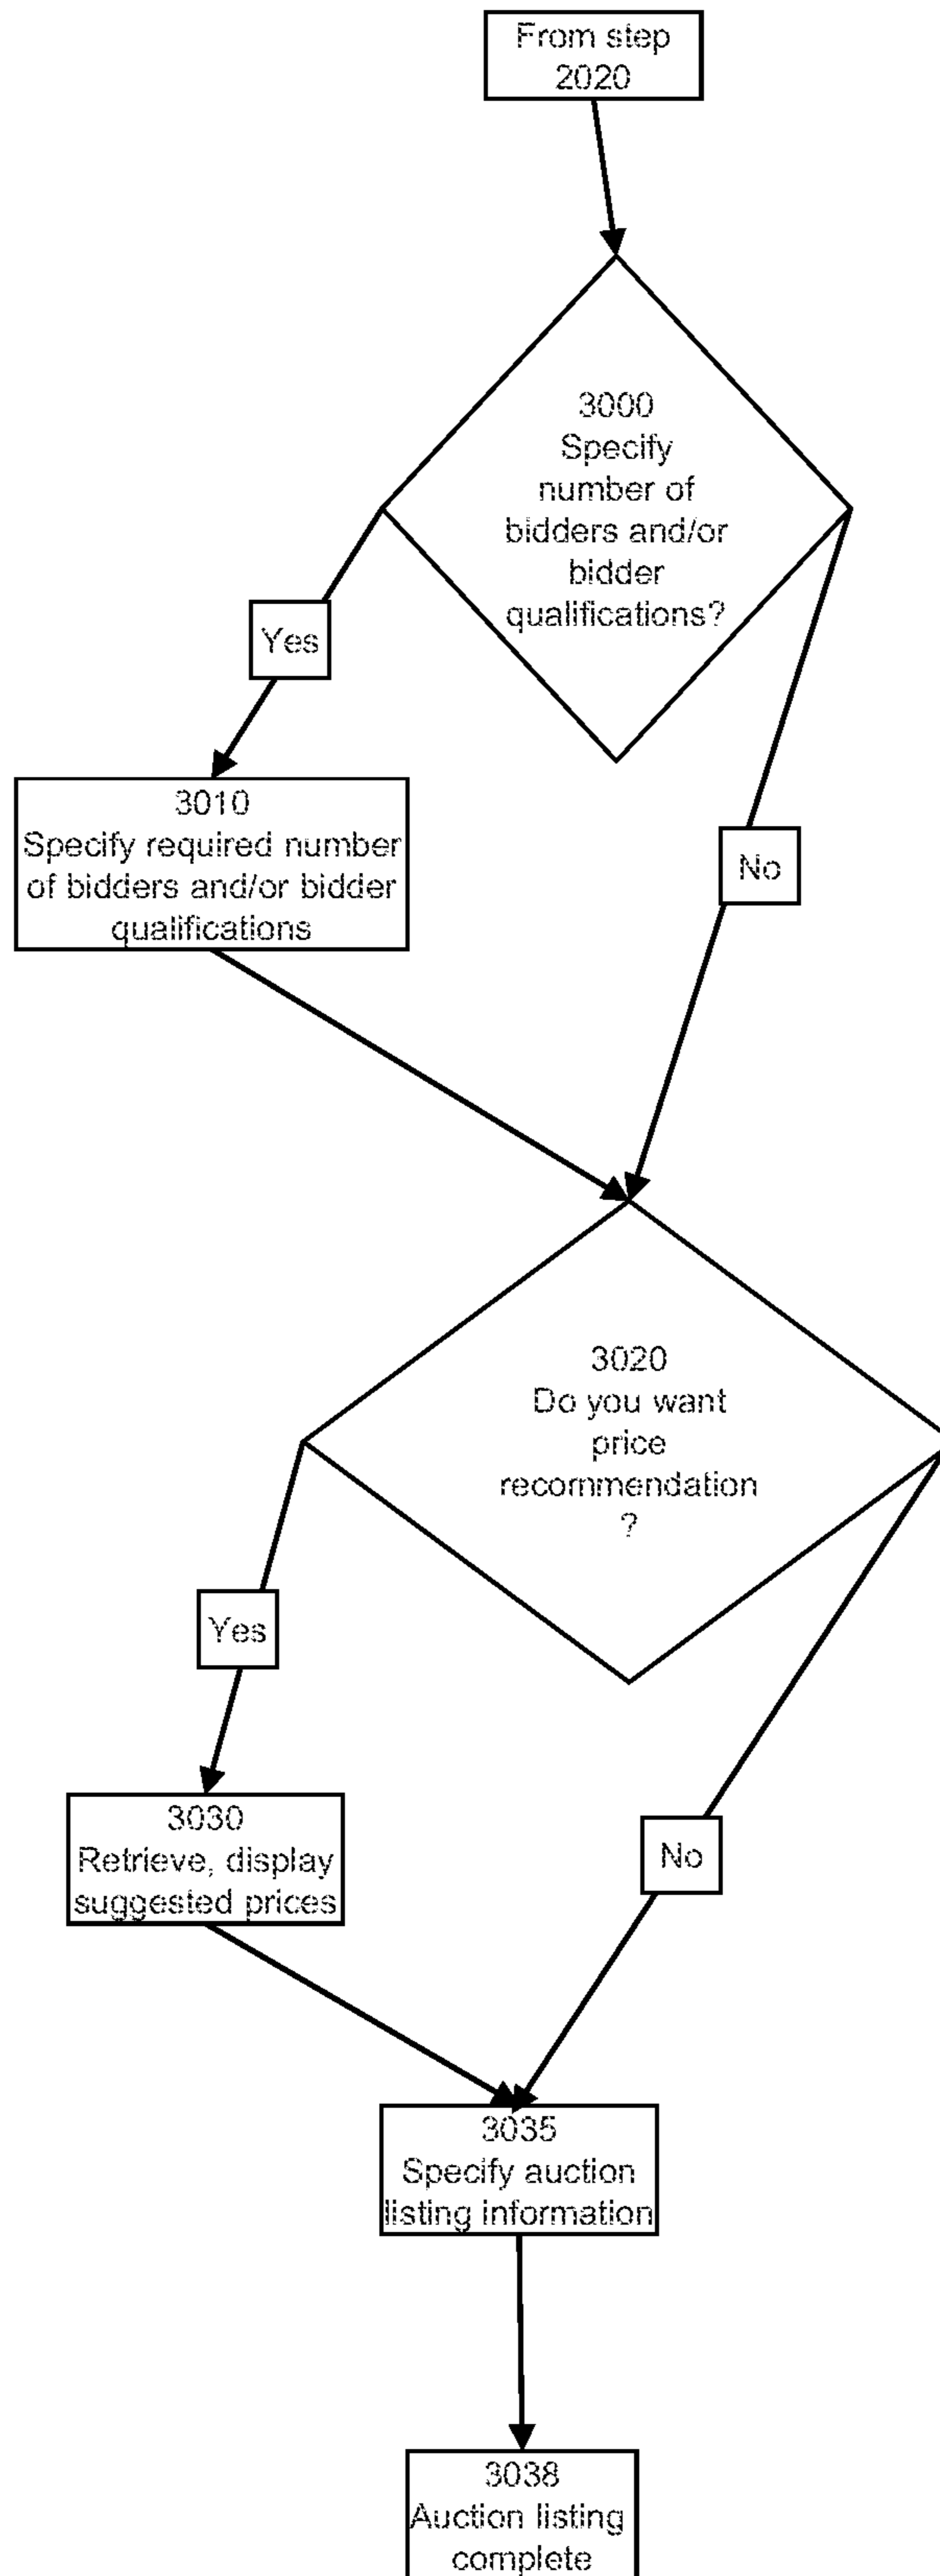 From step
2020
3000
Specify
number of
bidders and/or
bidder
qualifications?
Yes
3010
Specify required number
of bidders and/or bidder
qualifications
No
3020
Do you want
price
recommendation
?
Yes
3030
Retrieve, display
suggested prices
No
3035
Specify auction
listing information
3038
Auction listing
complete